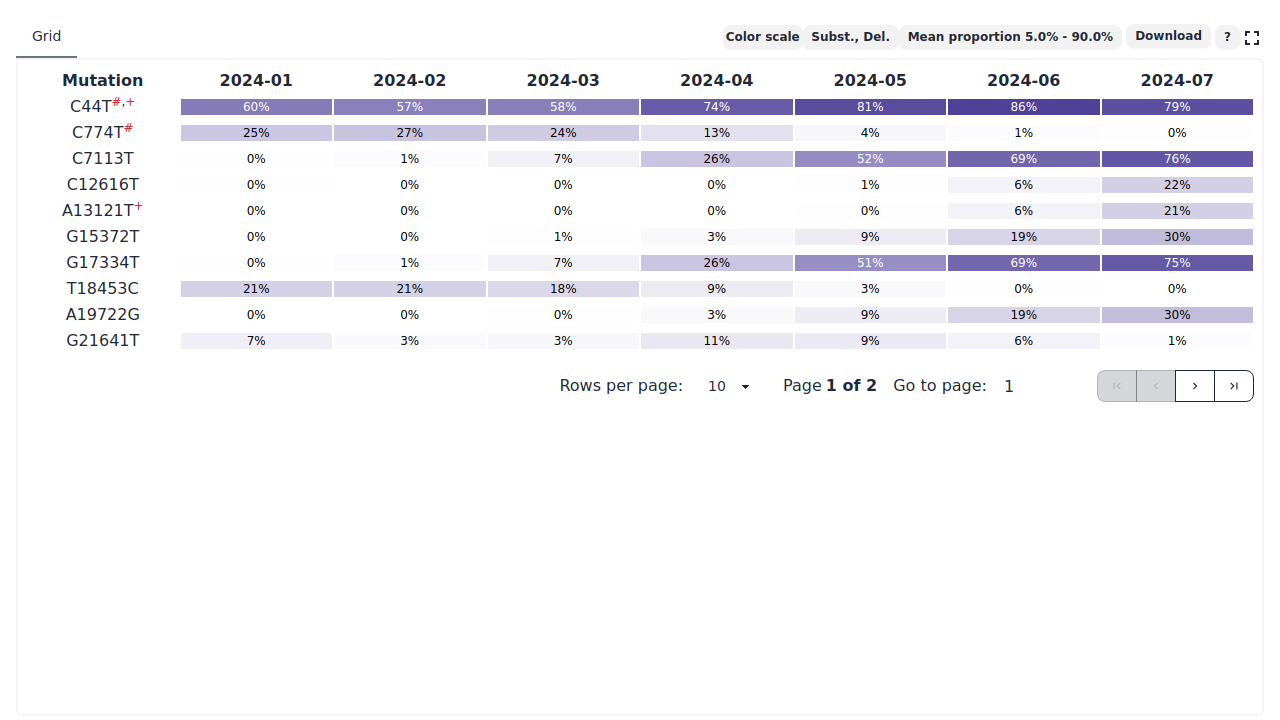 Grid Color scale Subst., Del. Mean proportion 5.0% - 90.0% Download ?
Mutation 2024-01 2024-02 2024-03 2024-04 2024-05 2024-06 2024-07
C44T#,+ 60% 57% 58% 74% 81% 86% 79%
C774T# 25% 27% 24% 13% 4% 1% 0%
C7113T 0% 1% 7% 26% 52% 69% 76%
C12616T 0% 0% 0% 0% 1% 6% 22%
A13121T+ 0% 0% 0% 0% 0% 6% 21%
G15372T 0% 0% 1% 3% 9% 19% 30%
G17334T 0% 1% 7% 26% 51% 69% 75%
T18453C 21% 21% 18% 9% 3% 0% 0%
A19722G 0% 0% 0% 3% 9% 19% 30%
G21641T 7% 3% 3% 11% 9% 6% 1%
Rows per page: 10 Page 1 of 2 Go to page: 1